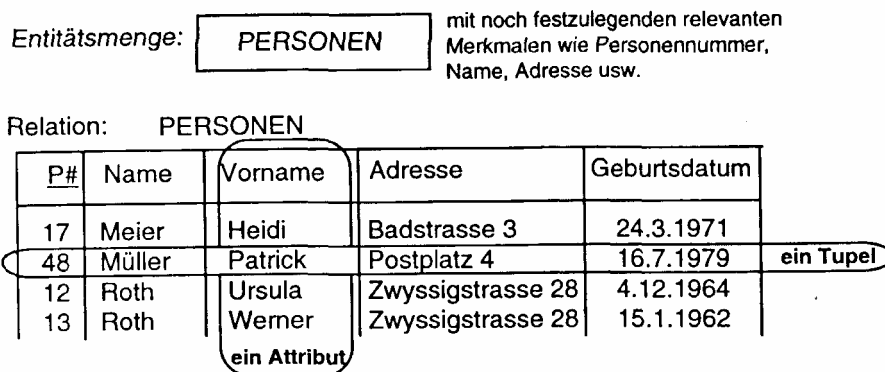 Entitätsmenge: PERSONEN mit noch festzulegenden relevanten
Merkmalen wie Personennummer,
Name, Adresse usw.
Relation: PERSONEN
P# Name Vorname Adresse Geburtsdatum
17 Meier Heidi Badstrasse 3 24.3.1971
48 Müller Patrick Postplatz 4 16.7.1979 ein Tupel
12 Roth Ursula Zwyssigstrasse 28 4.12.1964
13 Roth Werner Zwyssigstrasse 28 15.1.1962
ein Attribut